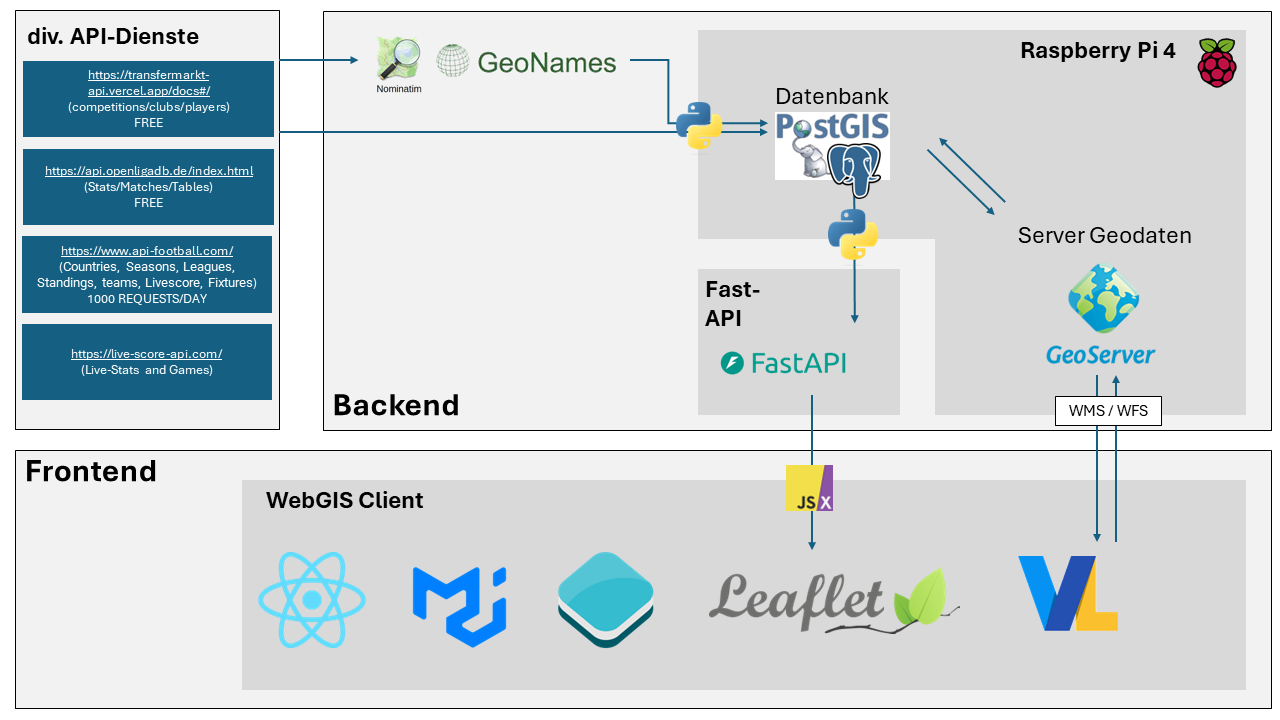 div. API-Dienste
https://transfermarkt-
api.vercel.app/docs#/
(competitions/clubs/players)
FREE
https://api.openligadb.de/index.html
(Stats/Matches/Tables)
FREE
https://www.api-football.com/
(Countries, Seasons, Leagues,
Standings, teams, Livescore, Fixtures)
1000 REQUESTS/DAY
https://live-score-api.com/
(Live-Stats and Games)
Nominatim
GeoNames
Raspberry Pi 4
Datenbank
PostGIS
Server Geodaten
GeoServer
Fast-
API
FastAPI
Backend
WMS / WFS
Frontend
WebGIS Client
JSX
Leaflet
VL